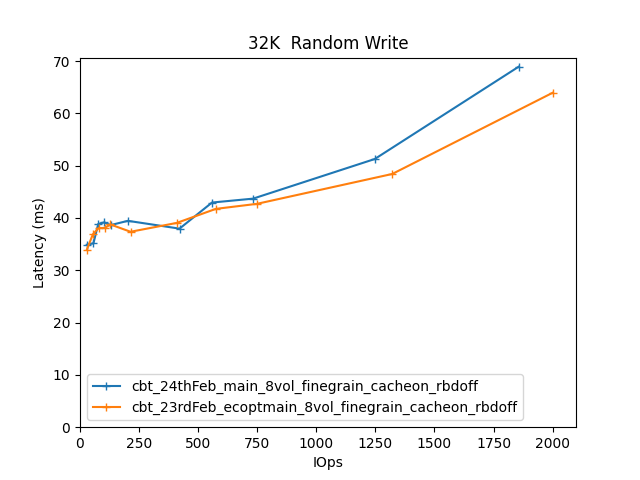 32K  Random Write
70
60
50
40
30
20
10
0
Latency (ms)
0 250 500 750 1000 1250 1500 1750 2000
IOps
cbt_24thFeb_main_8vol_finegrain_cacheon_rbdoff
cbt_23rdFeb_ecoptmain_8vol_finegrain_cacheon_rbdoff